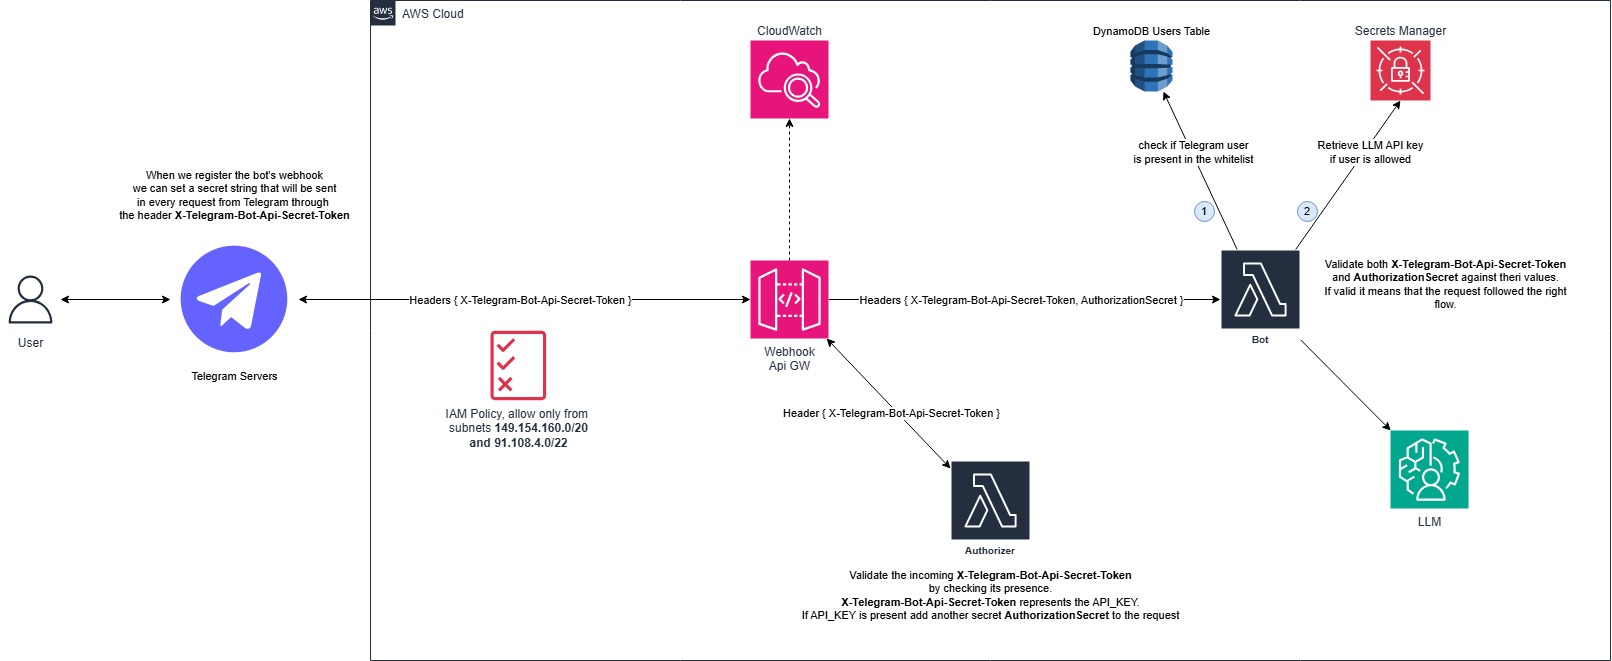 aws
AWS Cloud
CloudWatch
DynamoDB Users Table
Secrets Manager
check if Telegram user
is present in the whitelist
Retrieve LLM API key
if user is allowed
1
2
When we register the bot's webhook
we can set a secret string that will be sent
in every request from Telegram through
the header X-Telegram-Bot-Api-Secret-Token
User
Telegram Servers
Headers { X-Telegram-Bot-Api-Secret-Token }
</>
Webhook
Api GW
Headers { X-Telegram-Bot-Api-Secret-Token, AuthorizationSecret }
Bot
Validate both X-Telegram-Bot-Api-Secret-Token
and AuthorizationSecret against theri values.
If valid it means that the request followed the right
flow.
IAM Policy, allow only from
subnets 149.154.160.0/20
and 91.108.4.0/22
Header { X-Telegram-Bot-Api-Secret-Token }
LLM
Authorizer
Validate the incoming X-Telegram-Bot-Api-Secret-Token
by checking its presence.
X-Telegram-Bot-Api-Secret-Token represents the API_KEY.
If API_KEY is present add another secret AuthorizationSecret to the request